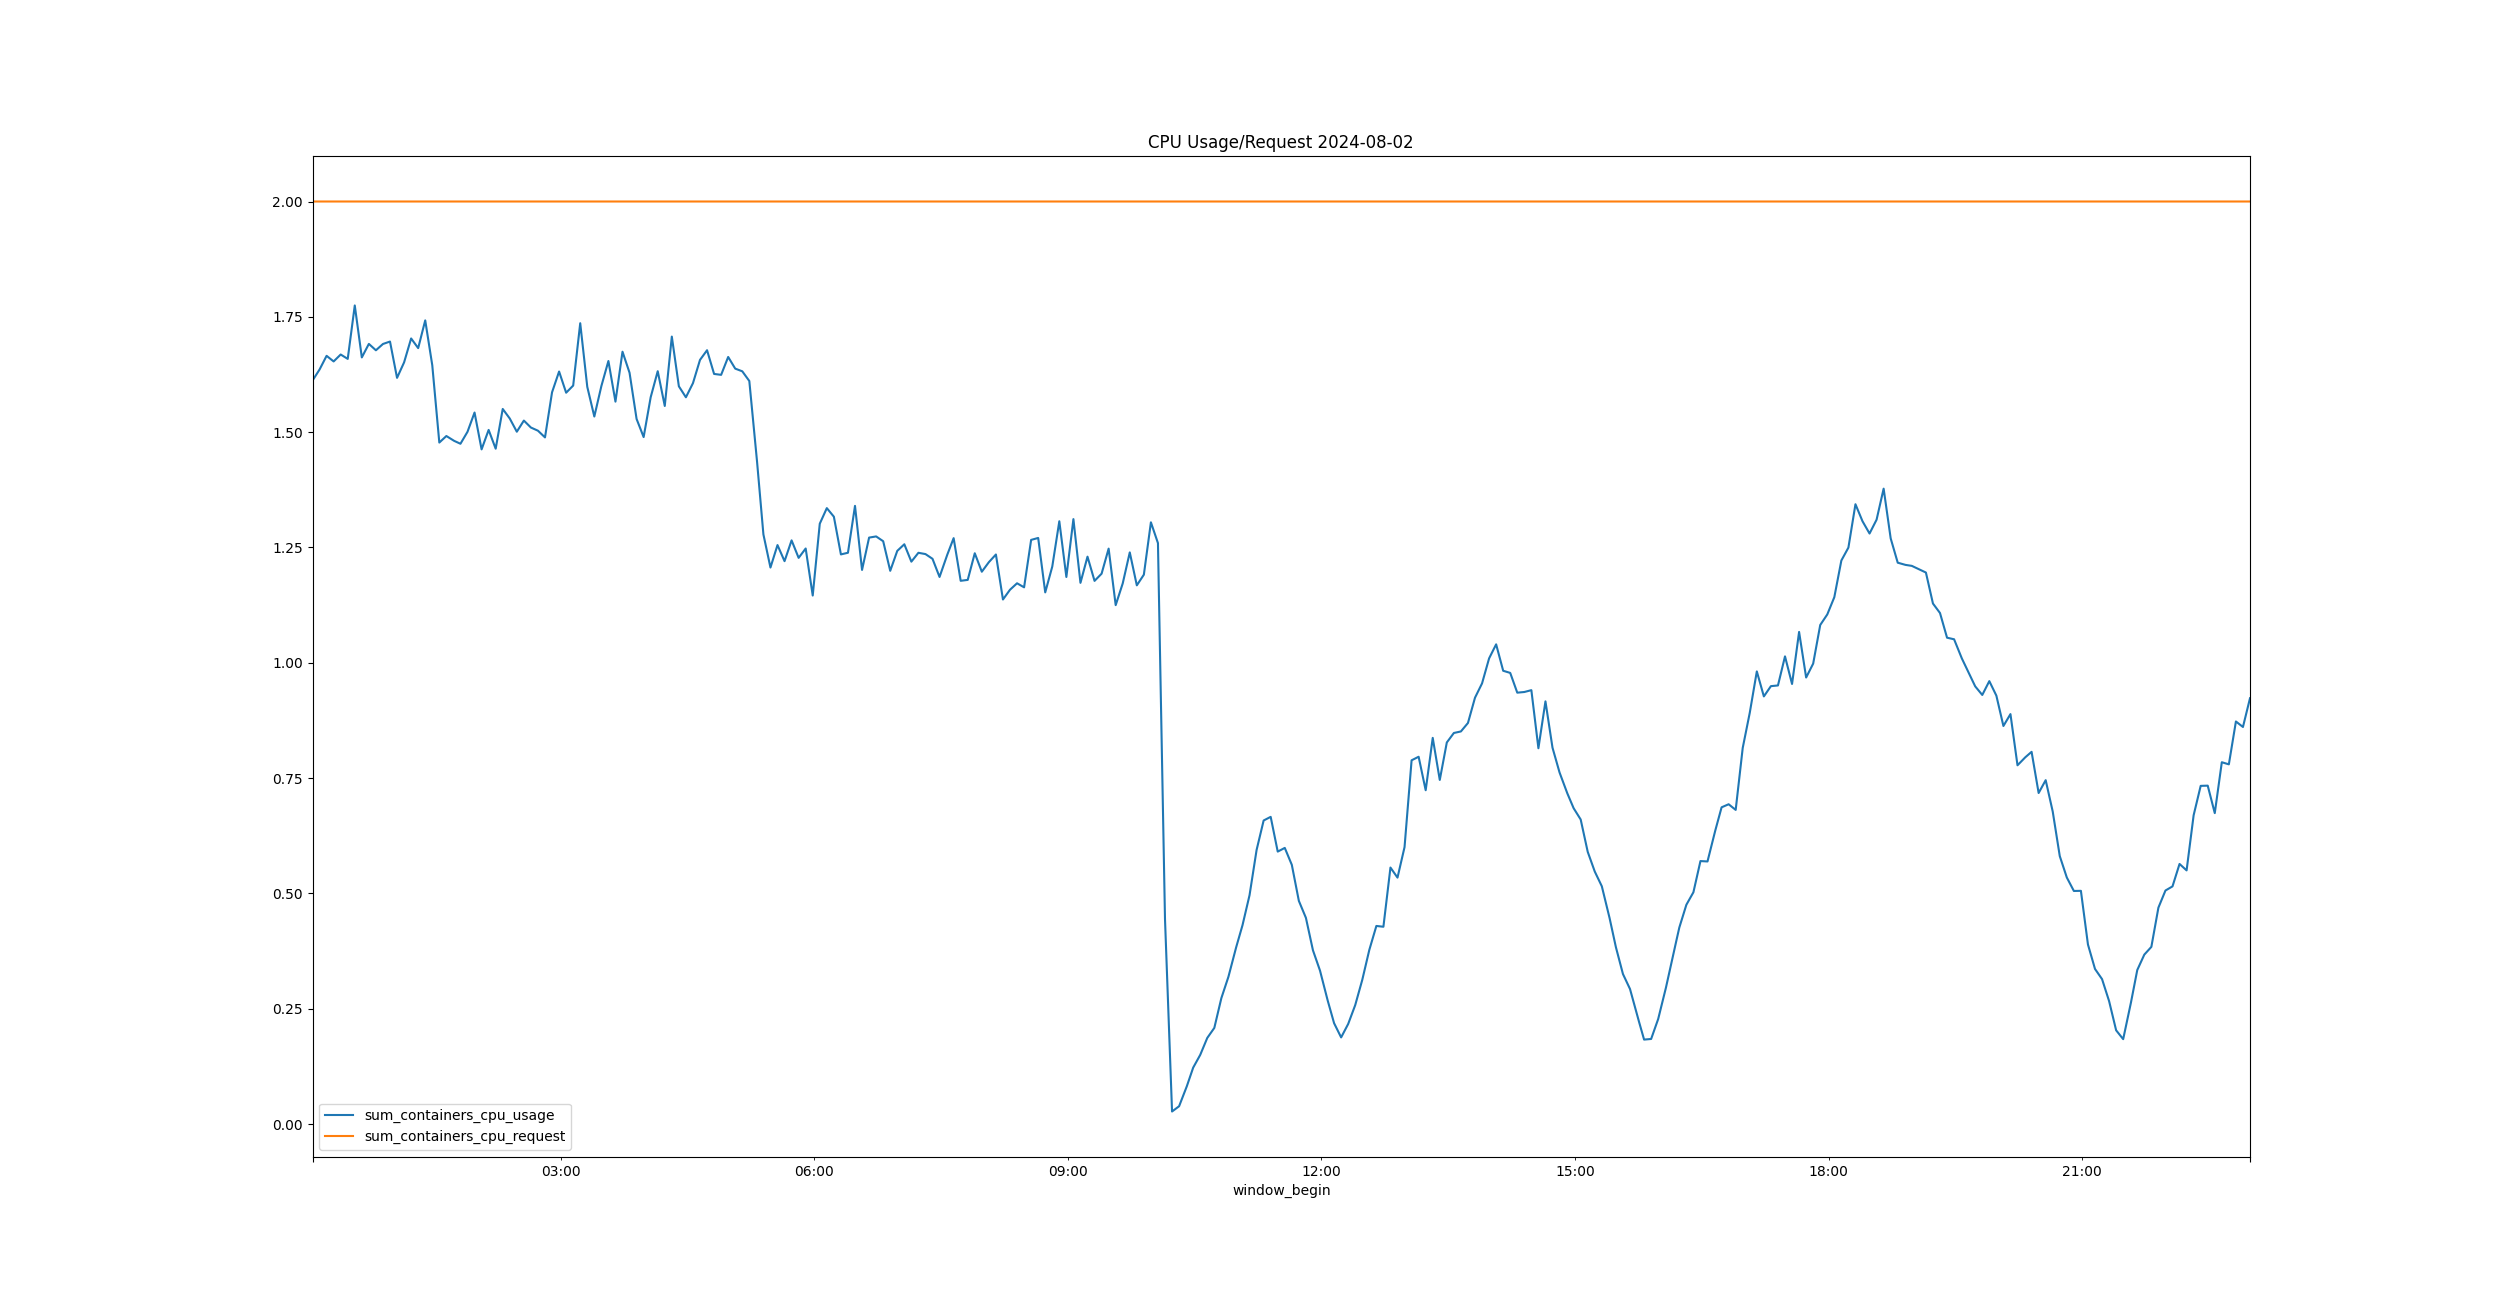 CPU Usage/Request 2024-08-02
2.00
1.75
1.50
1.25
1.00
0.75
0.50
0.25
0.00
sum_containers_cpu_usage
sum_containers_cpu_request
03:00 06:00 09:00 12:00 15:00 18:00 21:00
window_begin